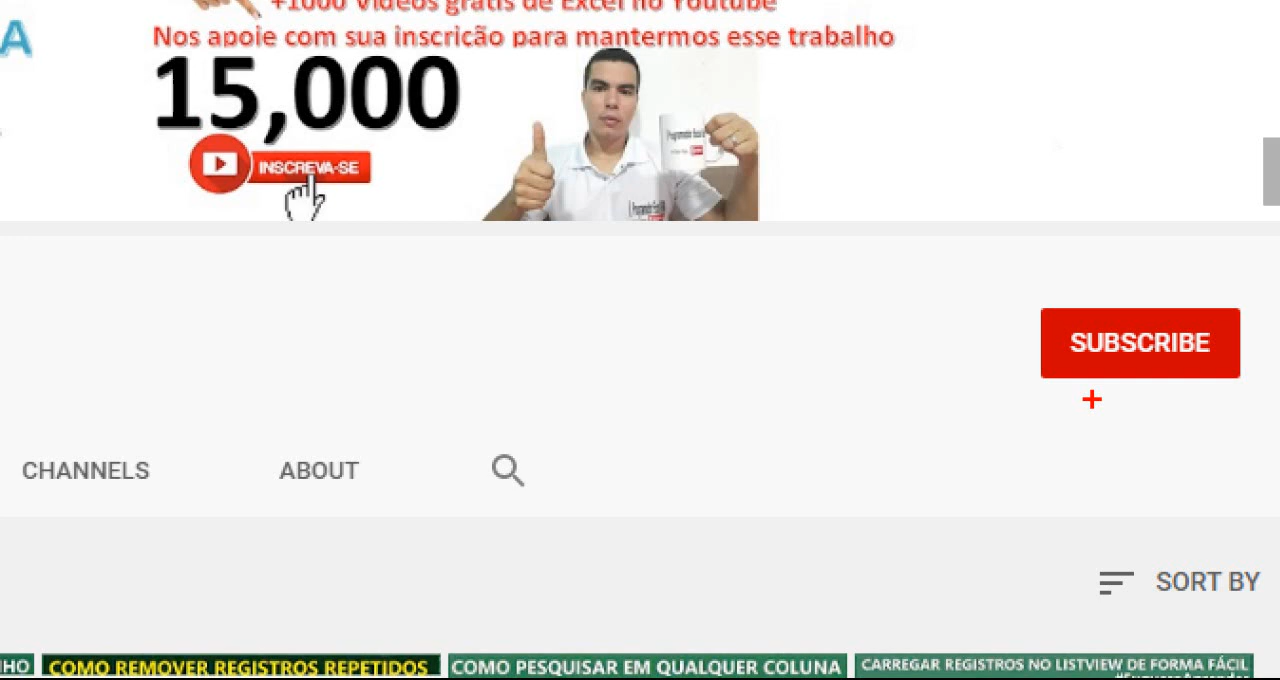 +1000 vídeos grátis de Excel no Youtube
A
Nos apoie com sua inscrição para mantermos esse trabalho
15,000
INSCREVA-SE
SUBSCRIBE
CHANNELS
ABOUT
SORT BY
HO
COMO REMOVER REGISTROS REPETIDOS
COMO PESQUISAR EM QUALQUER COLUNA
CARREGAR REGISTROS NO LISTVIEW DE FORMA FÁCIL